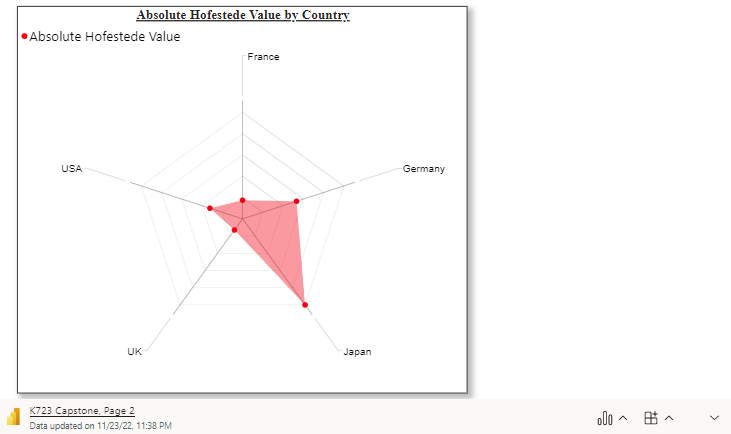 Absolute Hofestede Value by Country
Absolute Hofestede Value
France
USA
Germany
UK
Japan
K723 Capstone, Page 2
Data updated on 11/23/22, 11:38 PM